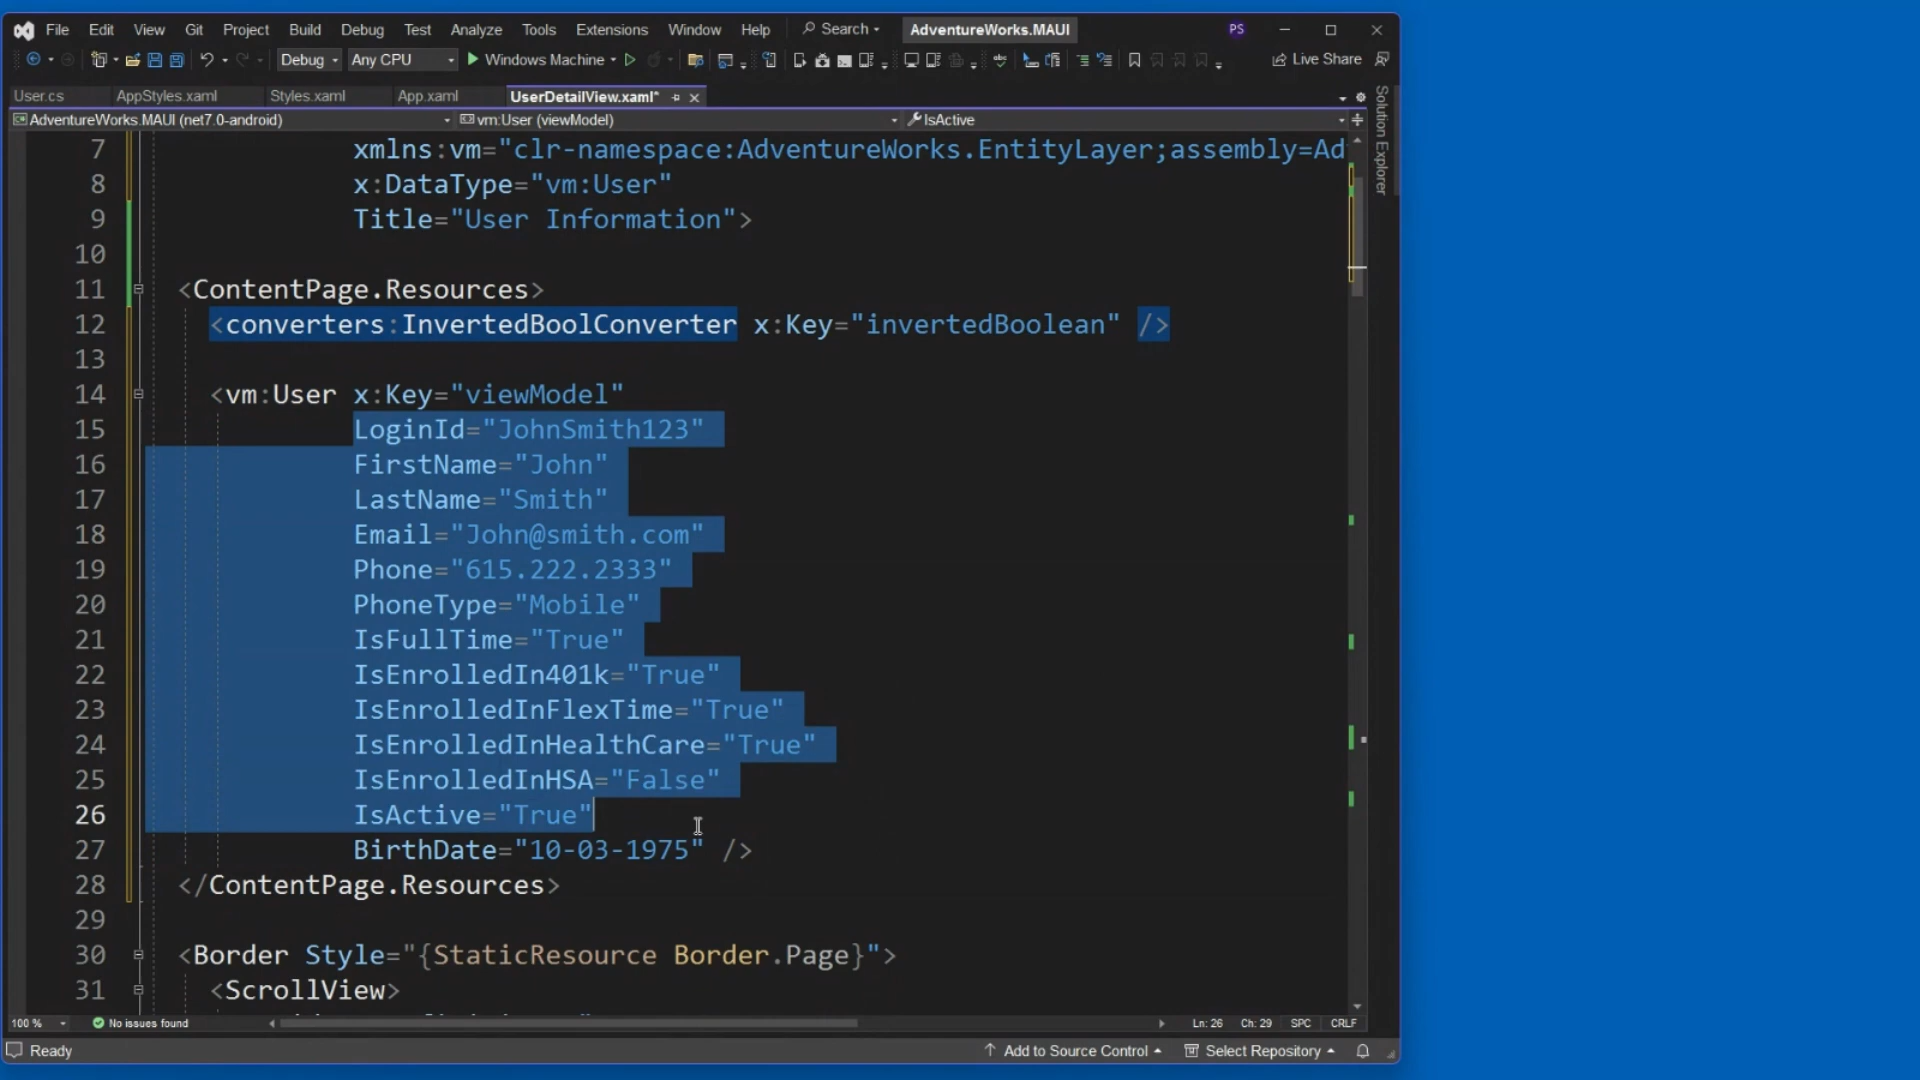 File Edit View Git Project Build Debug Test Analyze Tools Extensions Window Help Search AdventureWorks.MAUI PS
Debug Any CPU Windows Machine Live Share
User.cs AppStyles.xaml Styles.xaml App.xaml UserDetailView.xaml*
AdventureWorks.MAUI (net7.0-android) vm:User (viewModel) IsActive
Solution Explorer
7 xmlns:vm="clr-namespace:AdventureWorks.EntityLayer;assembly=Ad
8 x:DataType="vm:User"
9 Title="User Information">
10
11 <ContentPage.Resources>
12 <converters:InvertedBoolConverter x:Key="invertedBoolean" />
13
14 <vm:User x:Key="viewModel"
15 LoginId="JohnSmith123"
16 FirstName="John"
17 LastName="Smith"
18 Email="John@smith.com"
19 Phone="615.222.2333"
20 PhoneType="Mobile"
21 IsFullTime="True"
22 IsEnrolledIn401k="True"
23 IsEnrolledInFlexTime="True"
24 IsEnrolledInHealthCare="True"
25 IsEnrolledInHSA="False"
26 IsActive="True"
27 BirthDate="10-03-1975" />
28 </ContentPage.Resources>
29
30 <Border Style="{StaticResource Border.Page}">
31 <ScrollView>
100 % No issues found Ln: 26 Ch: 29 SPC CRLF
Ready Add to Source Control Select Repository